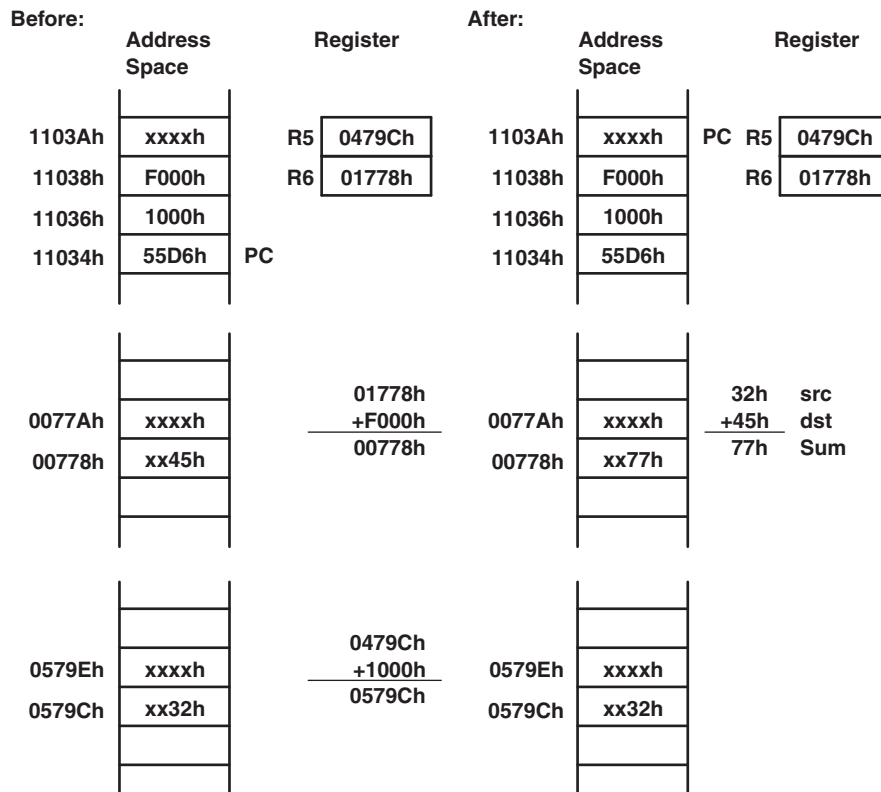 Before:
After:
Address Space
Register
Address Space
Register
1103Ah xxxxh R5 0479Ch 1103Ah xxxxh PC R5 0479Ch
11038h F000h R6 01778h 11038h F000h R6 01778h
11036h 1000h 11036h 1000h
11034h 55D6h PC 11034h 55D6h
01778h 32h src
0077Ah xxxxh +F000h 0077Ah xxxxh +45h dst
00778h xx45h 00778h 00778h xx77h 77h Sum
0479Ch
0579Eh xxxxh +1000h 0579Eh xxxxh
0579Ch xx32h 0579Ch 0579Ch xx32h